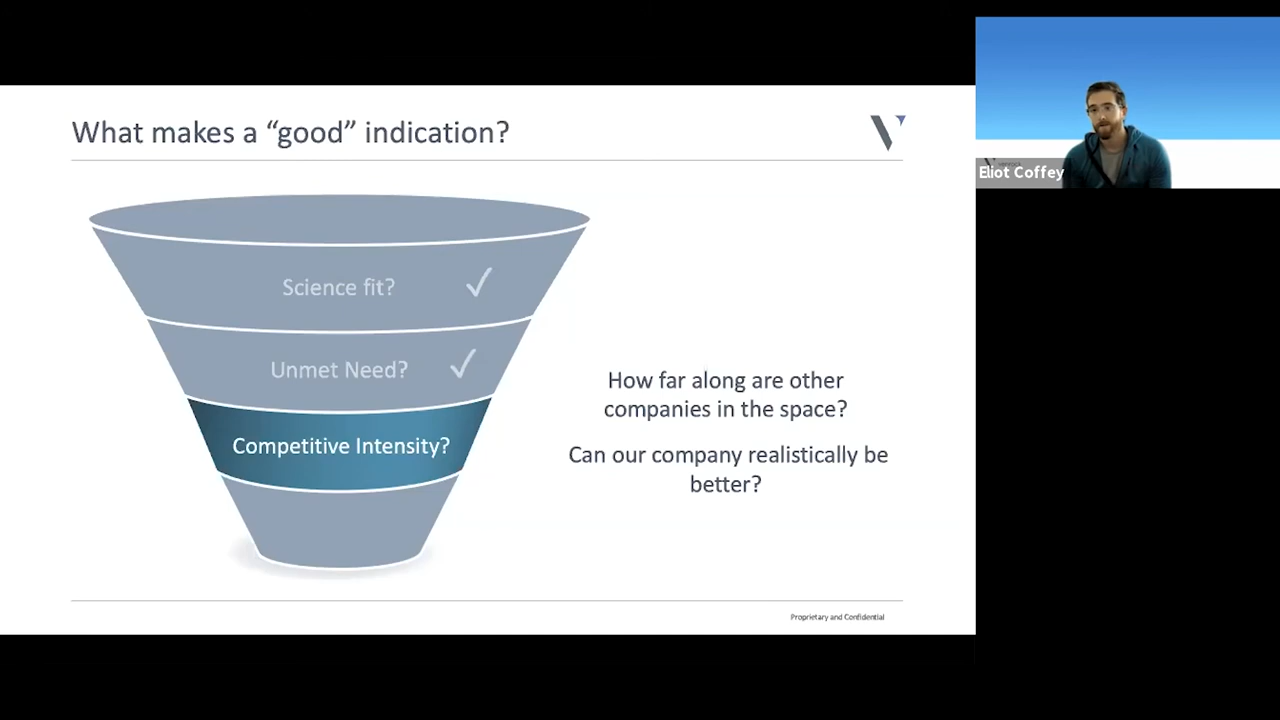 What makes a “good” indication?
Science fit?
Unmet Need?
Competitive Intensity?
How far along are other
companies in the space?
Can our company realistically be
better?
Proprietary and Confidential
Eliot Coffey